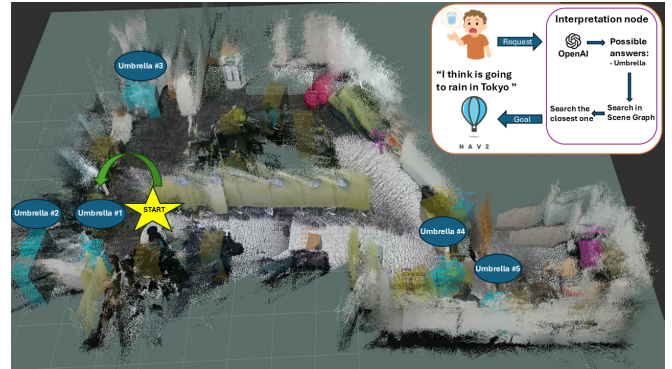 Umbrella #3
Umbrella #2
Umbrella #1
START
Umbrella #4
Umbrella #5
Request
"I think is going
to rain in Tokyo "
NAV2
Goal
Interpretation node
OpenAI
Possible
answers:
- Umbrella
Search in
Scene Graph
Search the
closest one